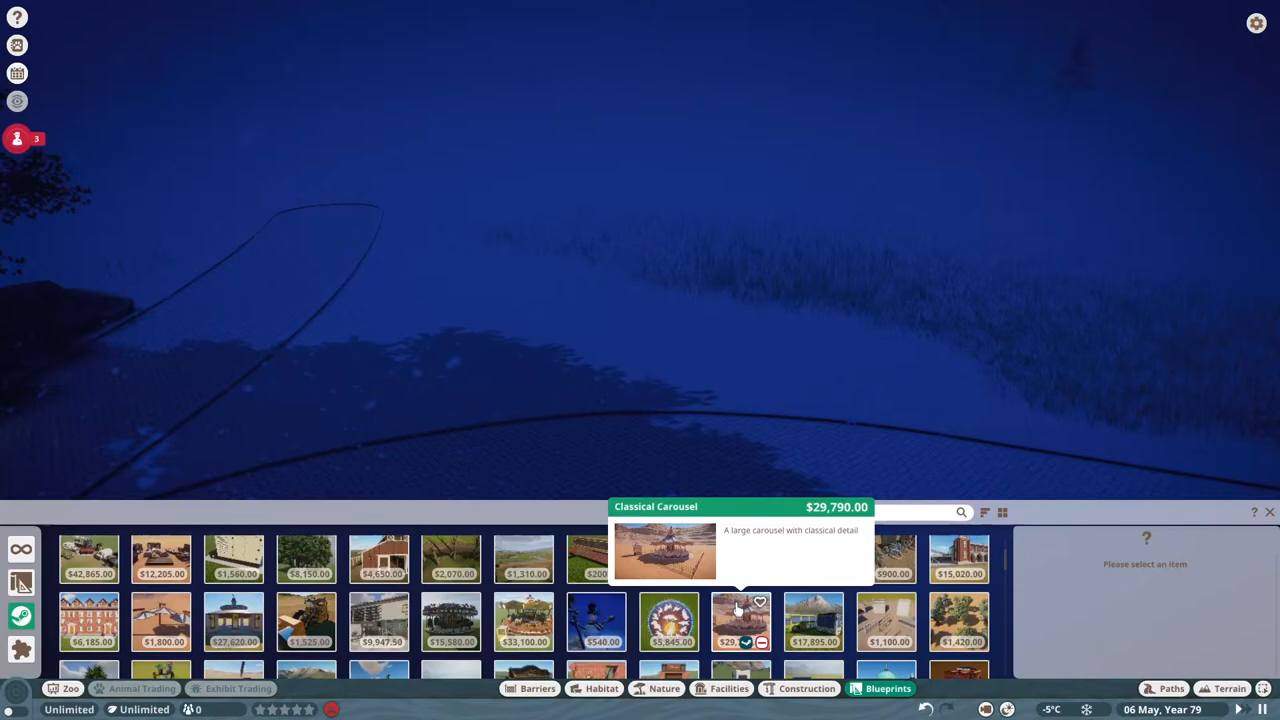 ?
3
Classical Carousel $29,790.00
A large carousel with classical detail
?
?
Please select an item
$42,865.00 $12,205.00 $1,560.00 $8,150.00 $4,650.00 $2,070.00 $1,310.00 $200 $900.00 $15,020.00
$6,185.00 $1,800.00 $27,620.00 $1,525.00 $9,947.50 $15,580.00 $33,100.00 $540.00 $5,845.00 $29, $17,895.00 $1,100.00 $1,420.00
Zoo Animal Trading Exhibit Trading Barriers Habitat Nature Facilities Construction Blueprints Paths Terrain
Unlimited Unlimited 0 -5°C 06 May, Year 79